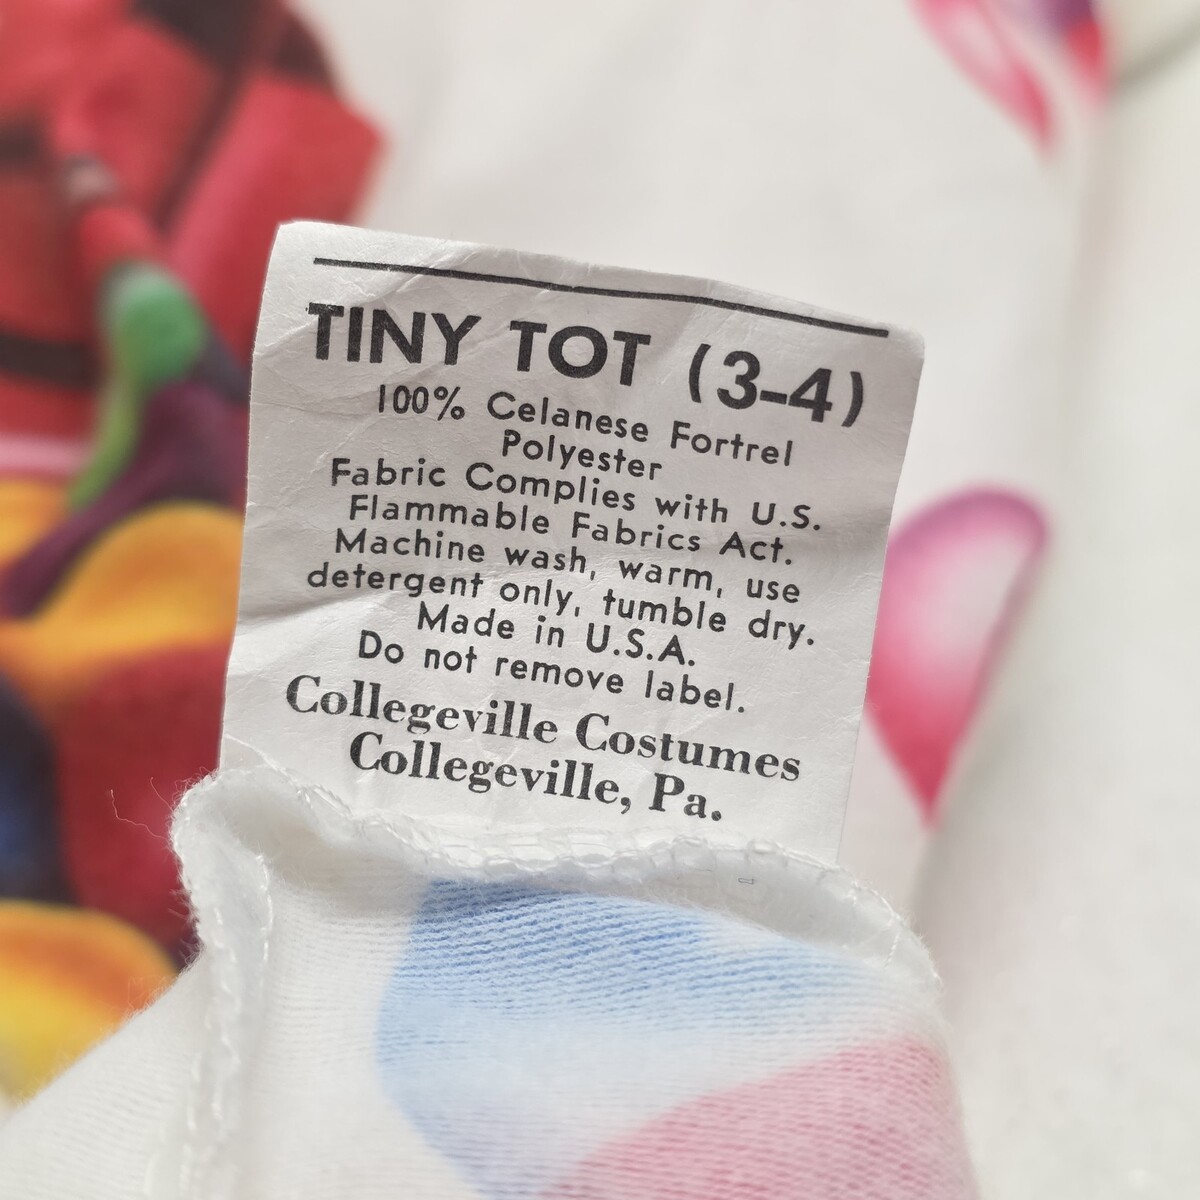 TINY TOT (3-4)
100% Celanese Fortrel
Polyester
Fabric Complies with U.S.
Flammable Fabrics Act.
Machine wash, warm, use
detergent only, tumble dry.
Made in U.S.A.
Do not remove label.
Collegeville Costumes
Collegeville, Pa.